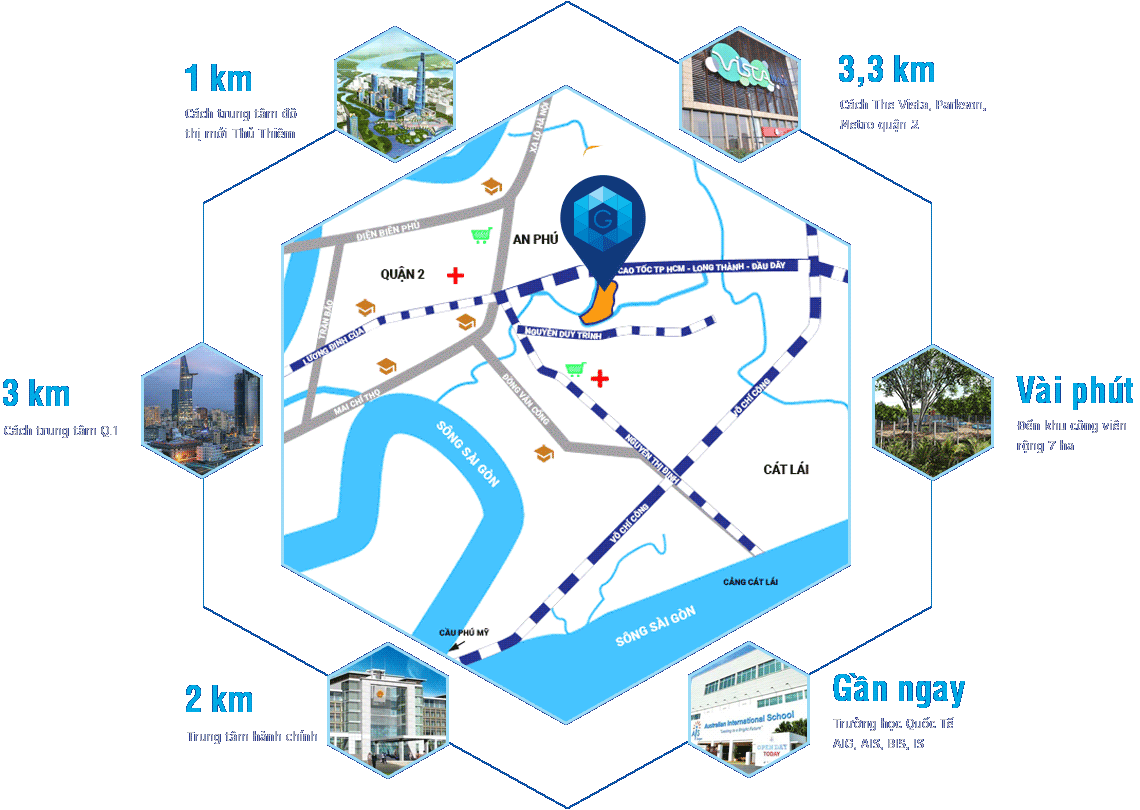 1 km
Cách trung tâm đô
thị mới Thủ Thiêm
VISTA
3,3 km
Cách The Vista, Parkson,
Metro quận 2
XA LỘ HÀ NỘI
ĐIỆN BIÊN PHỦ
AN PHÚ
G
QUẬN 2
CAO TỐC TP HCM - LONG THÀNH - ĐẦU DÂY
TRẦN NÃO
LƯƠNG ĐỊNH CỦA
NGUYỄN DUY TRINH
3 km
Cách trung tâm Q.1
MAI CHÍ THỌ
ĐỒNG VĂN CỐNG
VÕ CHÍ CÔNG
Vài phút
Đến khu công viên
rộng 7 ha
SÔNG SÀI GÒN
NGUYỄN THỊ ĐỊNH
CÁT LÁI
VÕ CHÍ CÔNG
CẢNG CÁT LÁI
SÔNG SÀI GÒN
CẦU PHÚ MỸ
2 km
Trung tâm hành chính
Australian International School
OPEN DAY
TODAY
Gần ngay
Trường học Quốc Tế
AIG, AIS, BIS, IS